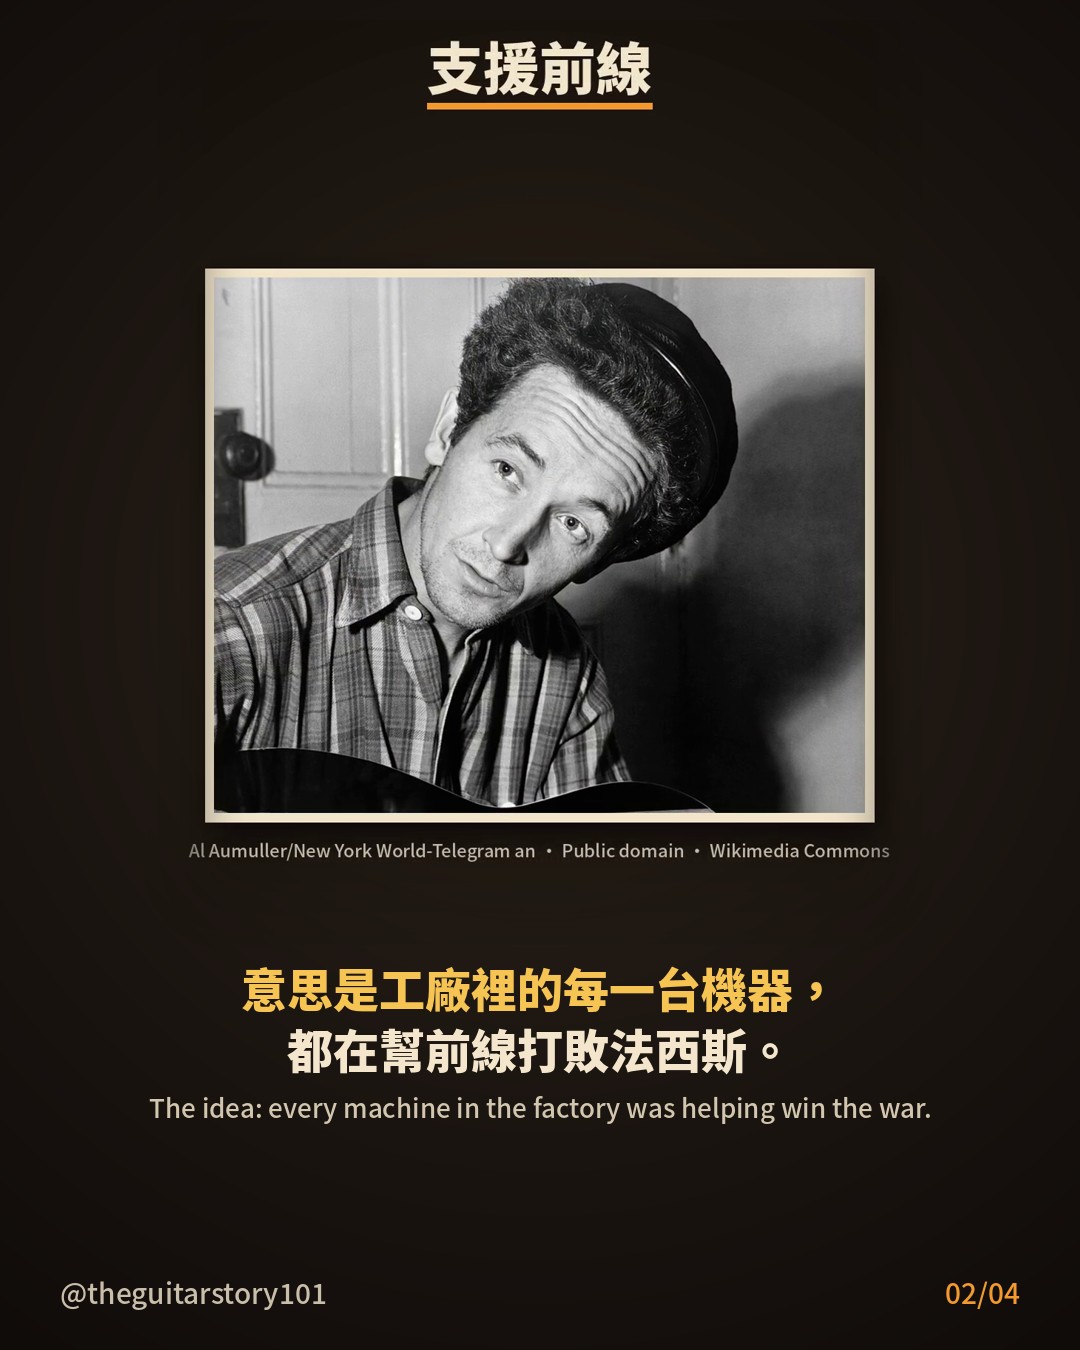 支援前線
Al Aumuller/New York World-Telegram an • Public domain • Wikimedia Commons
意思是工廠裡的每一台機器，
都在幫前線打敗法西斯。
The idea: every machine in the factory was helping win the war.
@theguitarstory101
02/04